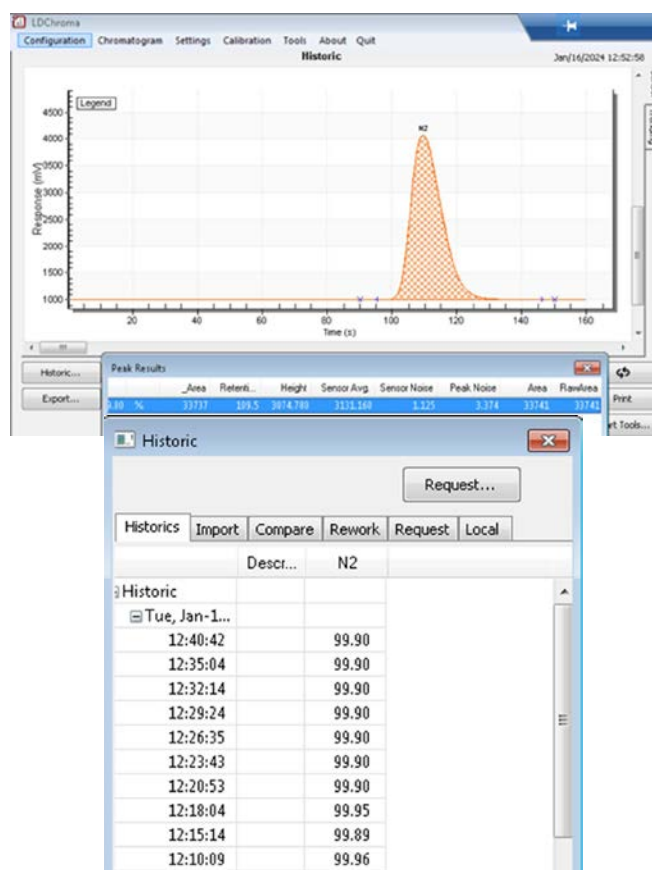 LDChroma
Configuration Chromatogram Settings Calibration Tools About Quit
Historic Jan/16/2024 12:52:58
Legend
N2
4500
4000
3500
3000
2500
2000
1500
1000
Response (mV)
20 40 60 80 100 120 140 160
Time (s)
Historic...
Export...
Print
rt Tools...
Peak Results
_Area Retenti... Height Sensor Avg. Sensor Noise Peak Noise Area RawArea
% 33737 109.5 3074.780 3131.160 1.125 3.374 33741 33741
Historic
Request...
Historics Import Compare Rework Request Local
Descr... N2
Historic
Tue, Jan-1...
12:40:42 99.90
12:35:04 99.90
12:32:14 99.90
12:29:24 99.90
12:26:35 99.90
12:23:43 99.90
12:20:53 99.90
12:18:04 99.95
12:15:14 99.89
12:10:09 99.96